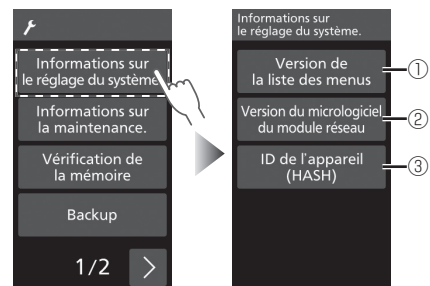 Informations sur
le réglage du système
Informations sur
la maintenance.
Vérification de
la mémoire
Backup
1/2 >
Informations sur
le réglage du système.
Version de
la liste des menus
①
Version du micrologiciel
du module réseau
②
ID de l'appareil
(HASH)
③